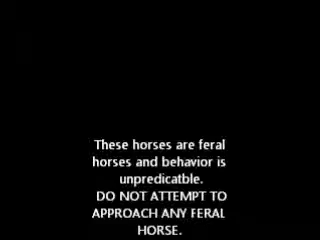 These horses are feral
horses and behavior is
unpredicatble.
DO NOT ATTEMPT TO
APPROACH ANY FERAL
HORSE.